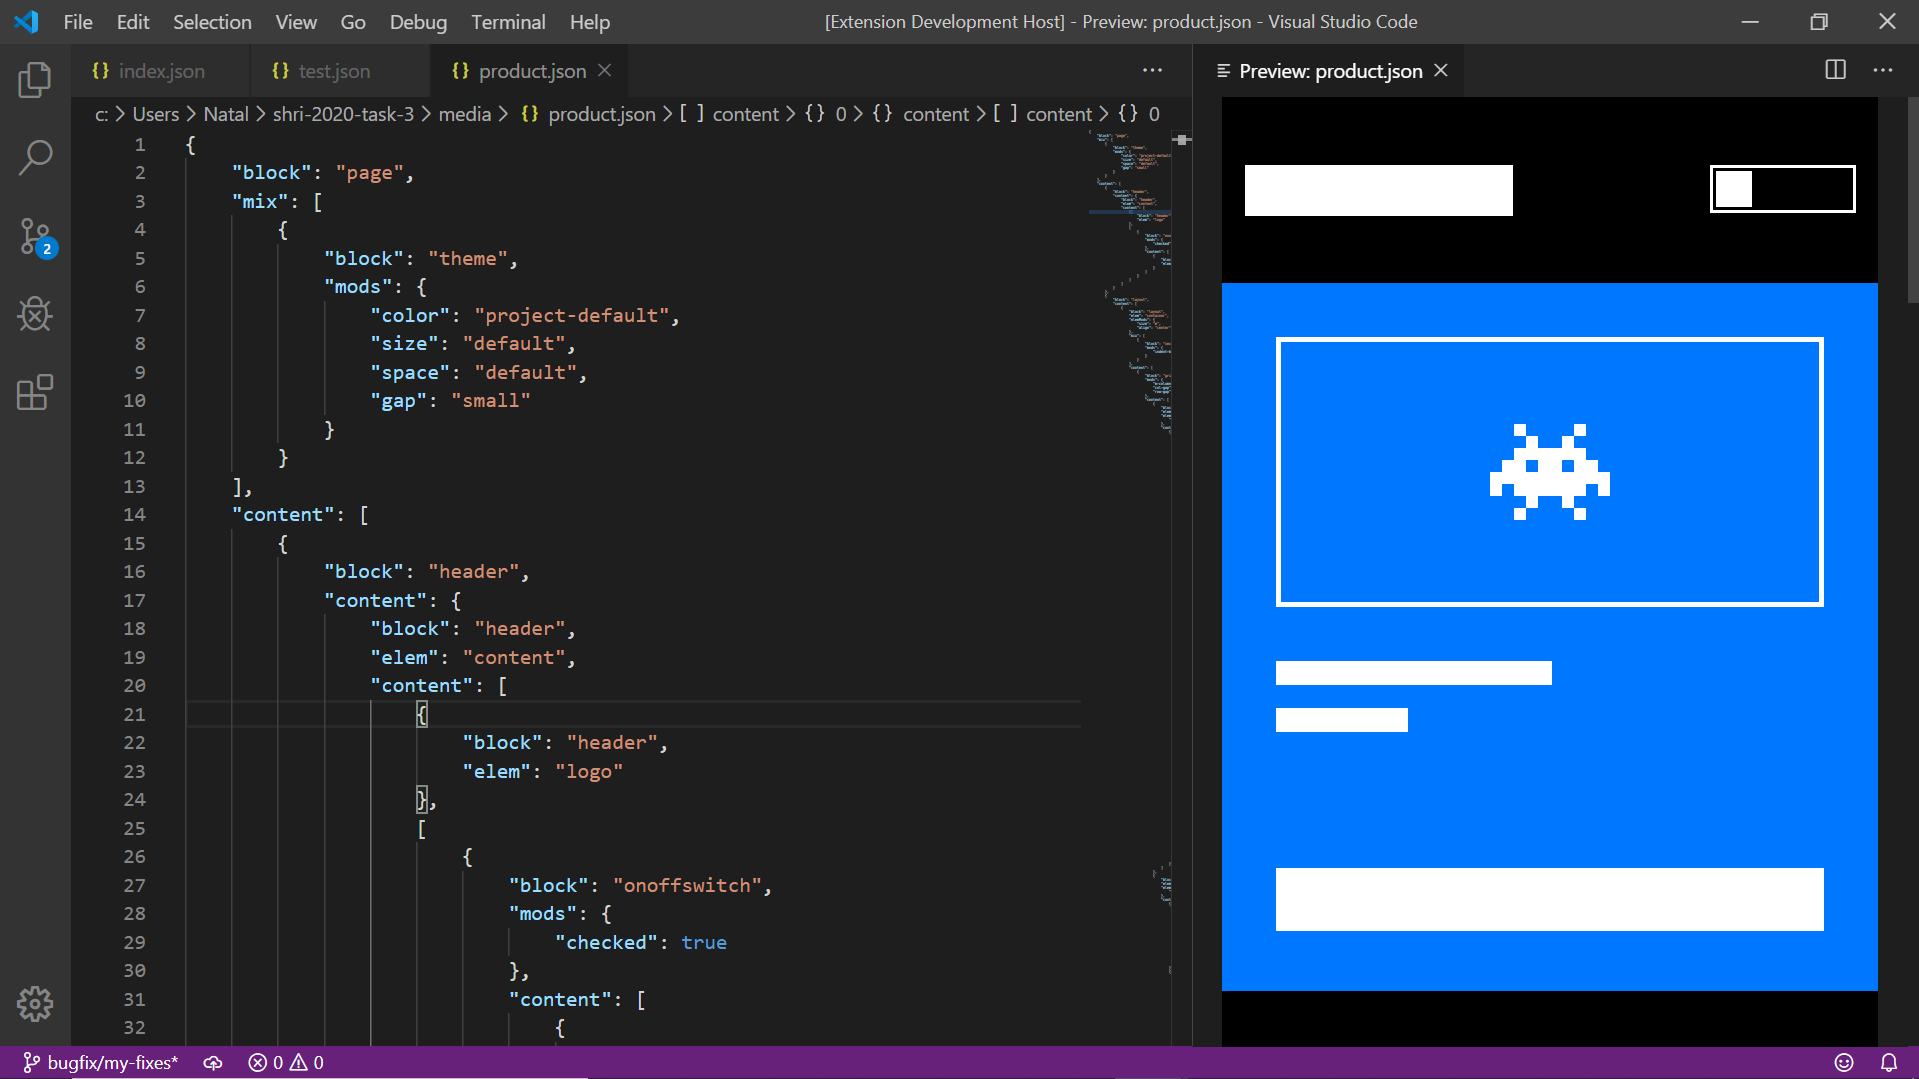 File Edit Selection View Go Debug Terminal Help [Extension Development Host] - Preview: product.json - Visual Studio Code
{} index.json {} test.json {} product.json Preview: product.json
c: > Users > Natal > shri-2020-task-3 > media > {} product.json > [ ] content > {} 0 > {} content > [ ] content > {} 0
1 {
2 "block": "page",
3 "mix": [
4 {
5 "block": "theme",
6 "mods": {
7 "color": "project-default",
8 "size": "default",
9 "space": "default",
10 "gap": "small"
11 }
12 }
13 ],
14 "content": [
15 {
16 "block": "header",
17 "content": {
18 "block": "header",
19 "elem": "content",
20 "content": [
21 {
22 "block": "header",
23 "elem": "logo"
24 },
25 [
26 {
27 "block": "onoffswitch",
28 "mods": {
29 "checked": true
30 },
31 "content": [
32 {
2
bugfix/my-fixes* 0 0